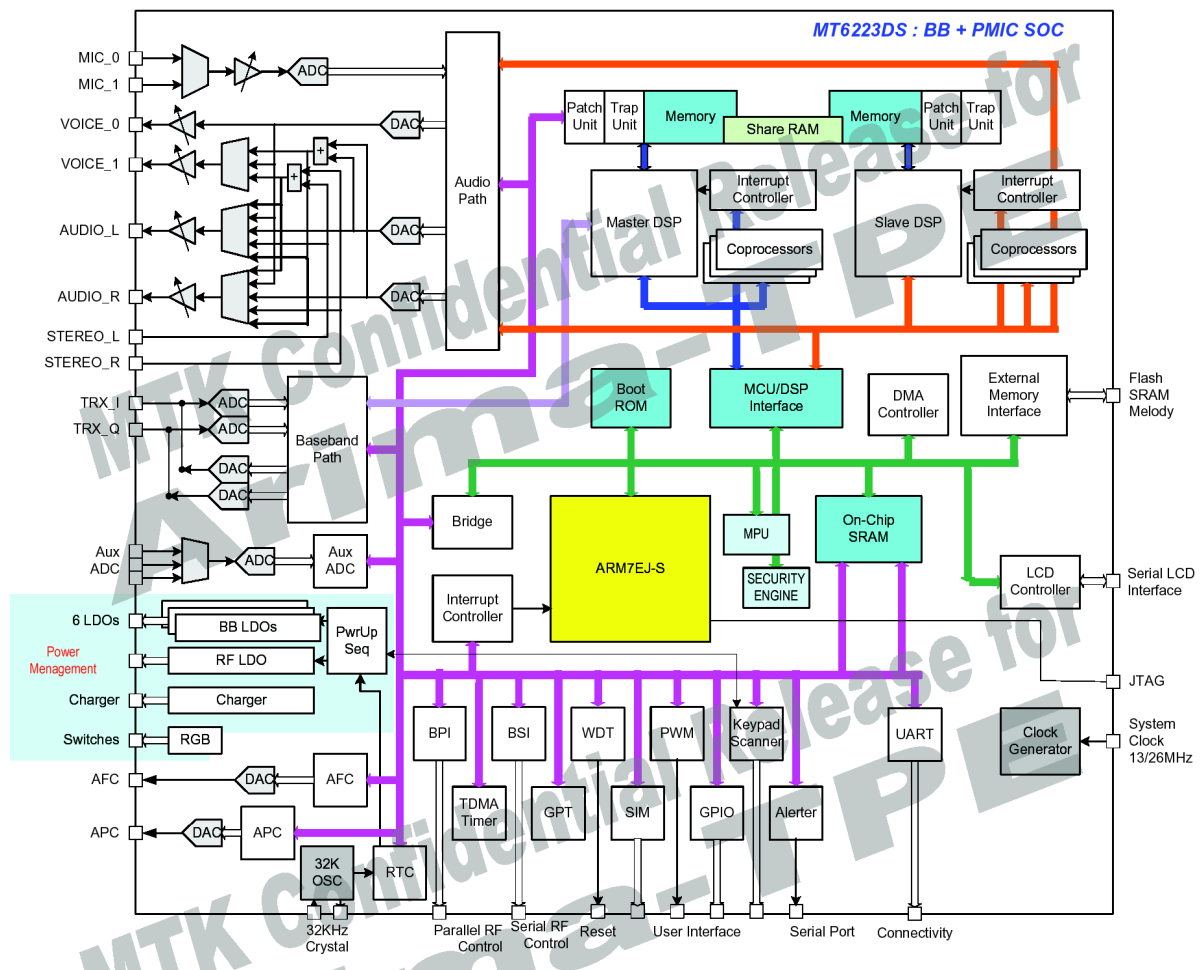 MT6223DS : BB + PMIC SOC
MIC_0
MIC_1
ADC
VOICE_0
DAC
VOICE_1
+
+
Audio
Path
AUDIO_L
DAC
AUDIO_R
DAC
STEREO_L
STEREO_R
Patch
Unit
Trap
Unit
Memory
Share RAM
Memory
Patch
Unit
Trap
Unit
Master DSP
Interrupt
Controller
Coprocessors
Slave DSP
Interrupt
Controller
Coprocessors
TRX_I
TRX_Q
ADC
ADC
DAC
DAC
Baseband
Path
Boot
ROM
MCU/DSP
Interface
DMA
Controller
External
Memory
Interface
Flash
SRAM
Melody
Bridge
MPU
On-Chip
SRAM
ARM7EJ-S
SECURITY
ENGINE
LCD
Controller
Serial LCD
Interface
Aux
ADC
ADC
Aux
ADC
Interrupt
Controller
6 LDOs
BB LDOs
PwrUp
Seq
Power
Menagement
RF LDO
Charger
Charger
Switches
RGB
JTAG
BPI
BSI
WDT
PWM
Keypad
Scanner
UART
Clock
Generator
System
Clock
13/26MHz
AFC
DAC
AFC
TDMA
Timer
GPT
SIM
GPIO
Alerter
APC
DAC
APC
32K
OSC
RTC
32KHz
Crystal
Parallel RF
Control
Serial RF
Control
Reset
User Interface
Serial Port
Connectivity
MTK Confidential Release for
Arima-TPE
MTK Confidential Release for
Arima-TPE